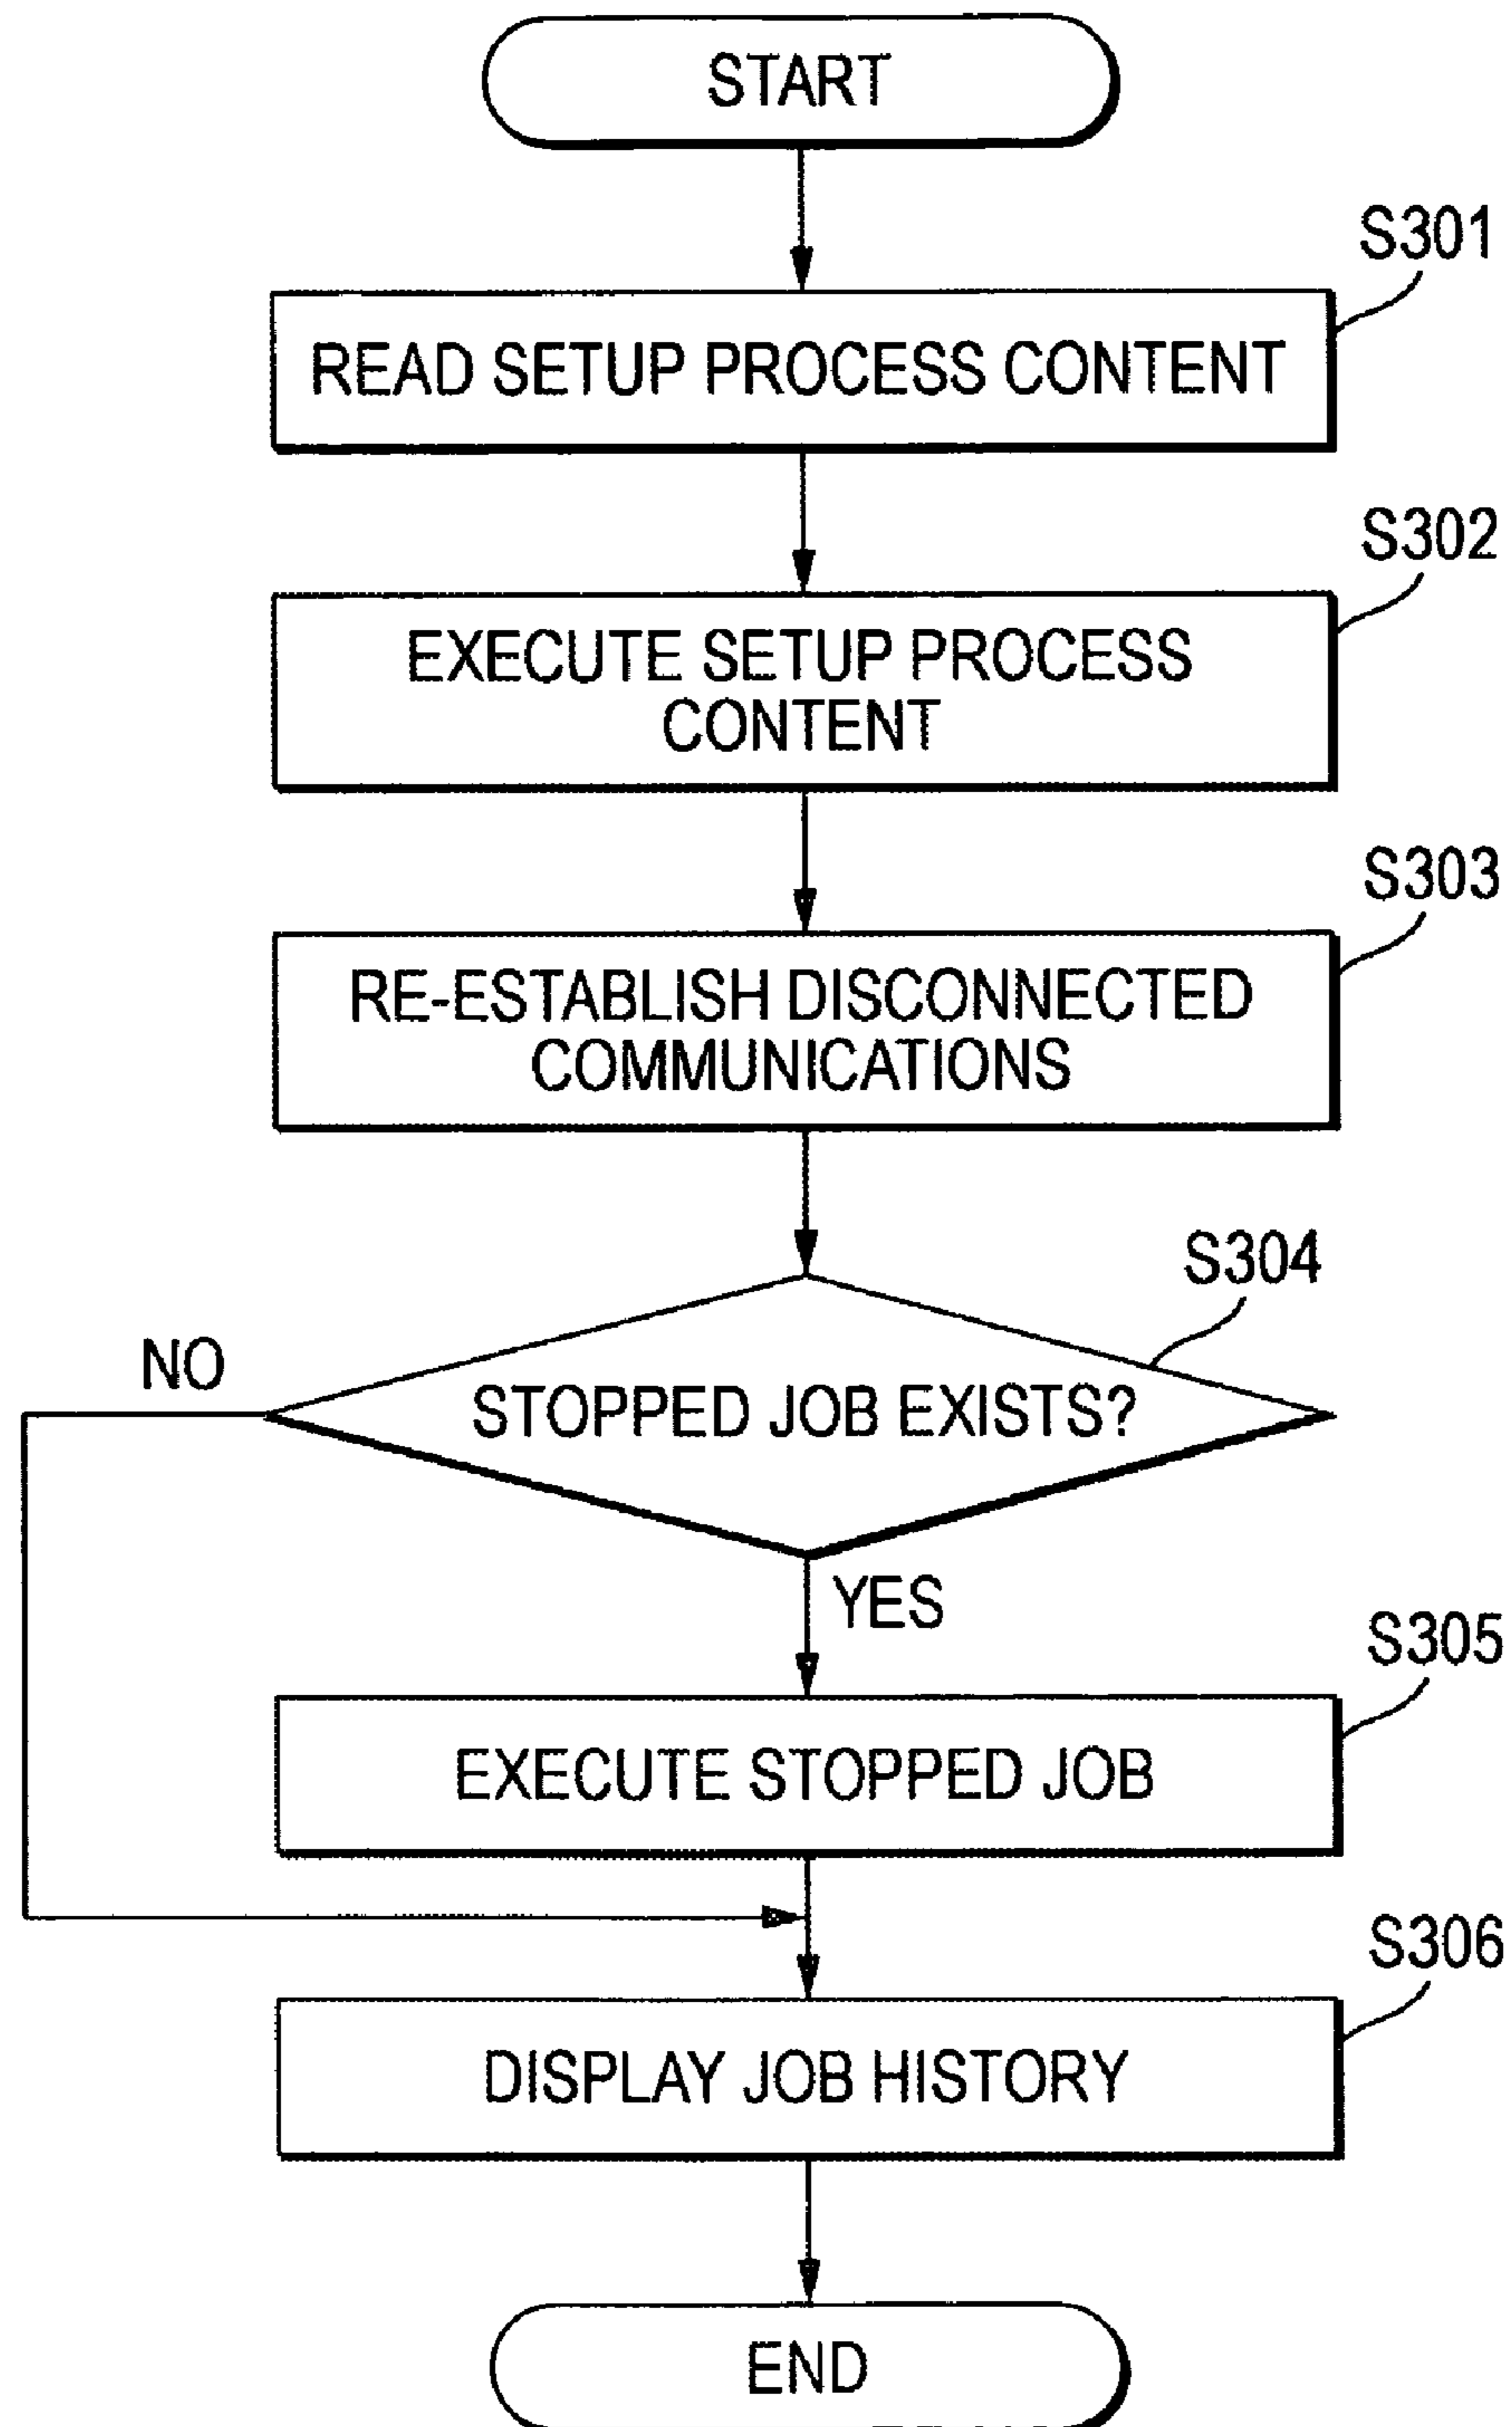 START
S301
READ SETUP PROCESS CONTENT
S302
EXECUTE SETUP PROCESS
CONTENT
S303
RE-ESTABLISH DISCONNECTED
COMMUNICATIONS
S304
NO
STOPPED JOB EXISTS?
YES
S305
EXECUTE STOPPED JOB
S306
DISPLAY JOB HISTORY
END